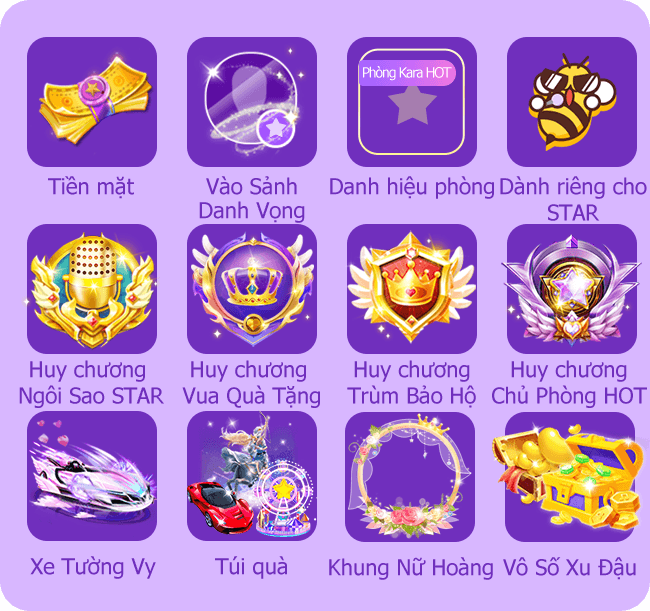 Phòng Kara HOT
Tiền mặt
Vào Sảnh
Danh Vọng
Danh hiệu phòng
Dành riêng cho
STAR
Huy chương
Ngôi Sao STAR
Huy chương
Vua Quà Tặng
Huy chương
Trùm Bảo Hộ
Huy chương
Chủ Phòng HOT
Xe Tường Vy
Túi quà
Khung Nữ Hoàng
Vô Số Xu Đậu